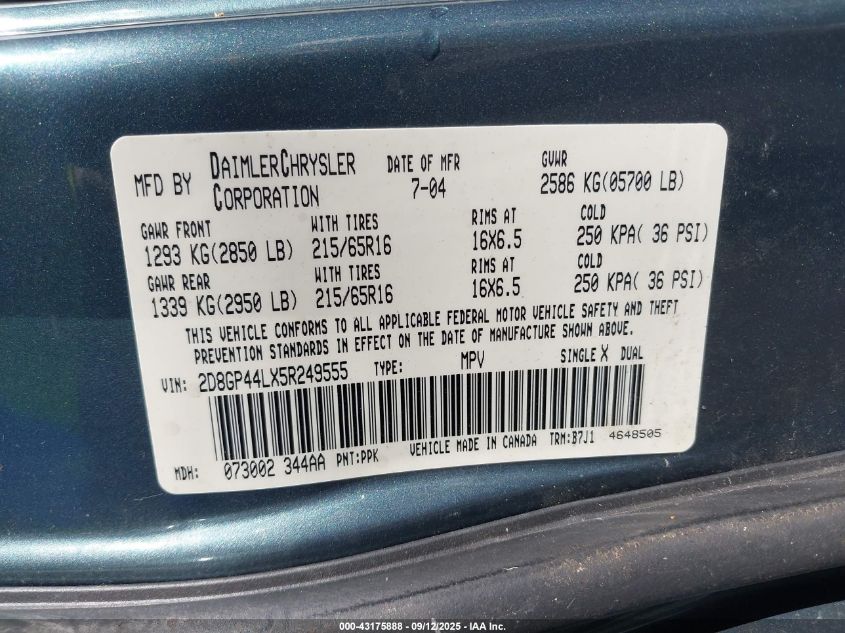 MFD BY DAIMLERCHRYSLER CORPORATION DATE OF MFR 7-04 GVWR 2586 KG(05700 LB)
GAWR FRONT WITH TIRES RIMS AT COLD
1293 KG(2850 LB) 215/65R16 16X6.5 250 KPA( 36 PSI)
GAWR REAR WITH TIRES RIMS AT COLD
1339 KG(2950 LB) 215/65R16 16X6.5 250 KPA( 36 PSI)
THIS VEHICLE CONFORMS TO ALL APPLICABLE FEDERAL MOTOR VEHICLE SAFETY AND THEFT
PREVENTION STANDARDS IN EFFECT ON THE DATE OF MANUFACTURE SHOWN ABOVE.
VIN: 2D8GP44LX5R249555 TYPE: MPV SINGLE X DUAL
VEHICLE MADE IN CANADA TRM:B7J1 4648505
MDH: 073002 344AA PNT:PPK
000-43175888 - 09/12/2025 - IAA Inc.